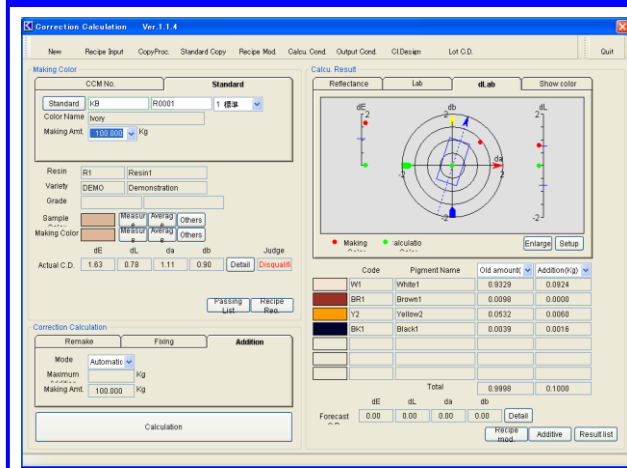 Correction Calculation Ver.1.1.4
New Recipe Input CopyProc. Standard Copy Recipe Mod. Calcu. Cond. Output Cond. Cl.Design Lot C.D. Quit
Making Color
CCM No. Standard
Standard KB R0001 1 標準
Color Name Ivory
Making Amt. 100.000 Kg
Resin R1 Resin1
Variety DEMO Demonstration
Grade
Sample Measur Averag Others
e e
Making Color Measur Averag Others
e e
dE dL da db Judge
Actual C.D. 1.63 0.78 1.11 0.90 Detail Disqualifi
Passing Recipe
List Reg.
Correction Calculation
Remake Fixing Addition
Mode Automatic
Maximum Kg
Making Amt. 100.000 Kg
Calculation
Calcu. Result
Reflectance Lab dLab Show color
dE db dL
2 2 2
-2 da 2
-2 -2
Making alculatio
Enlarge Setup
Code Pigment Name Old amount( Addition(Kg)
W1 White1 0.9329 0.0924
BR1 Brown1 0.0098 0.0000
Y2 Yellow2 0.0532 0.0060
BK1 Black1 0.0039 0.0016
Total 0.9998 0.1000
dE dL da db
Forecast 0.00 0.00 0.00 0.00 Detail
Recipe Additive Result list
mod.